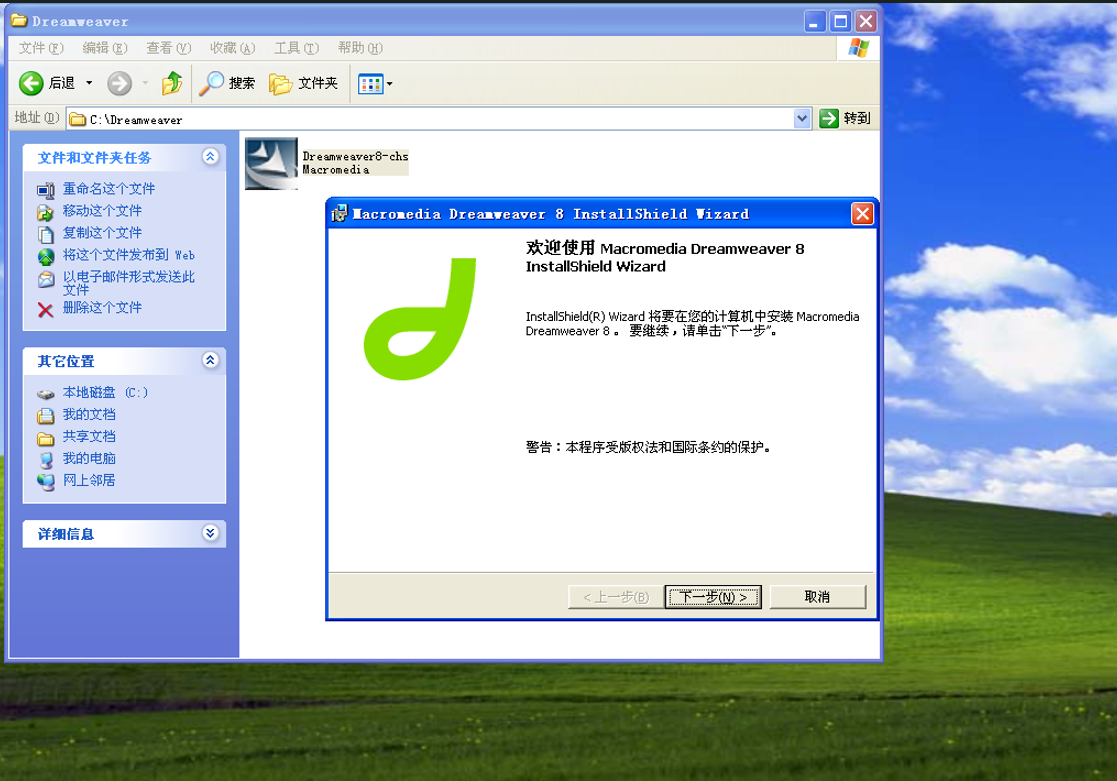 Dreamweaver
文件(F) 编辑(E) 查看(V) 收藏(A) 工具(T) 帮助(H)
后退 搜索 文件夹
地址(D) C:\Dreamweaver 转到
文件和文件夹任务
重命名这个文件
移动这个文件
复制这个文件
将这个文件发布到 Web
以电子邮件形式发送此
文件
删除这个文件
其它位置
本地磁盘 (C:)
我的文档
共享文档
我的电脑
网上邻居
详细信息
Dreamweaver8-chs
Macromedia
Macromedia Dreamweaver 8 InstallShield Wizard
欢迎使用 Macromedia Dreamweaver 8
InstallShield Wizard
InstallShield(R) Wizard 将要在您的计算机中安装 Macromedia
Dreamweaver 8 。 要继续，请单击“下一步”。
警告：本程序受版权法和国际条约的保护。
< 上一步(B) 下一步(N) > 取消